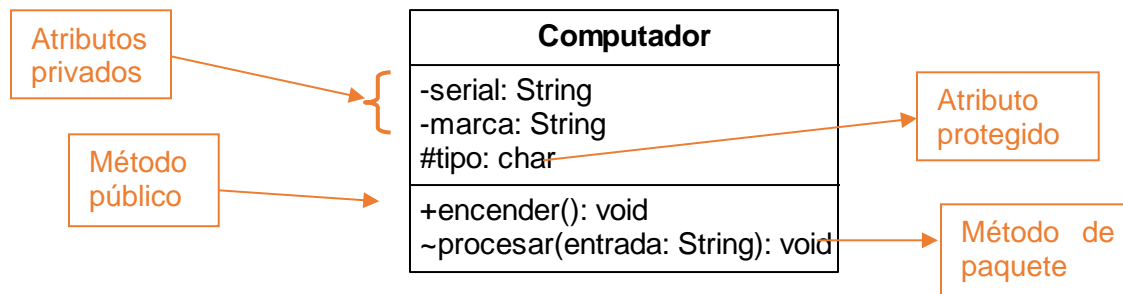 Atributos
privados
Método
público
Computador
-serial: String
-marca: String
#tipo: char
+encender(): void
~procesar(entrada: String): void
Atributo
protegido
Método de
paquete